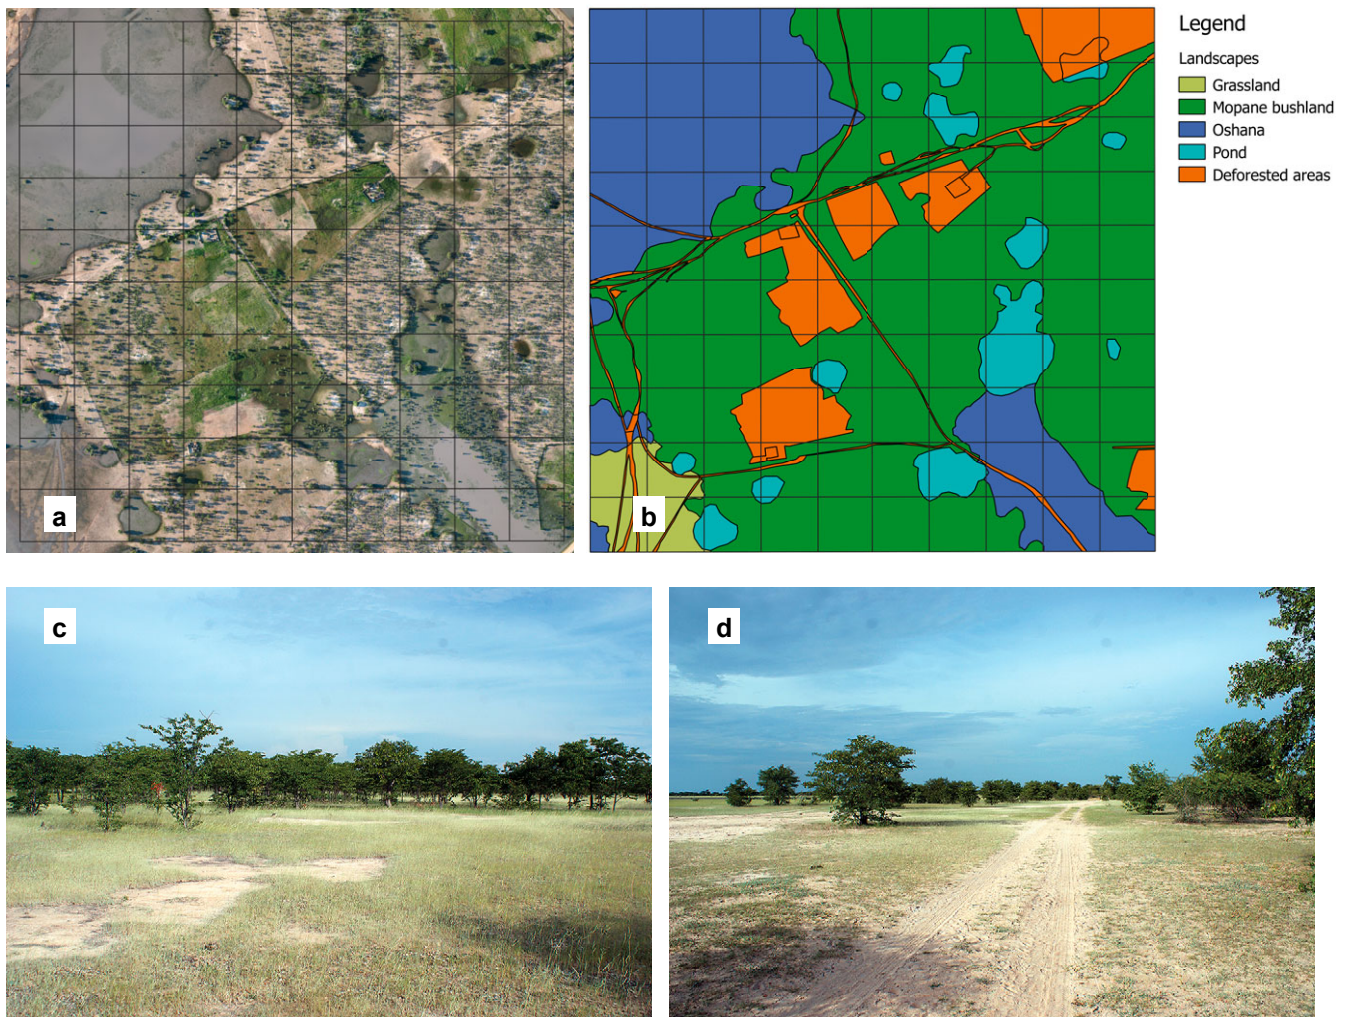 a
b
Legend
Landscapes
Grassland
Mopane bushland
Oshana
Pond
Deforested areas
c
d